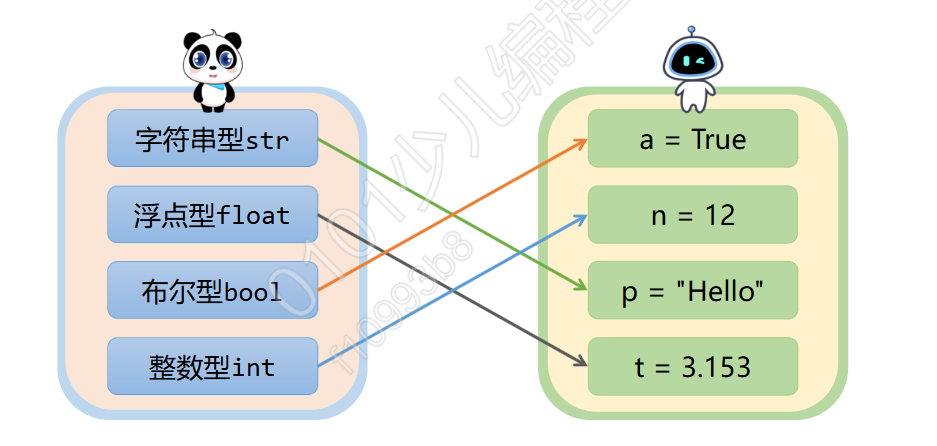 字符串型str
浮点型float
布尔型bool
整数型int
a = True
n = 12
p = "Hello"
t = 3.153
0101少儿编程
f10993b8